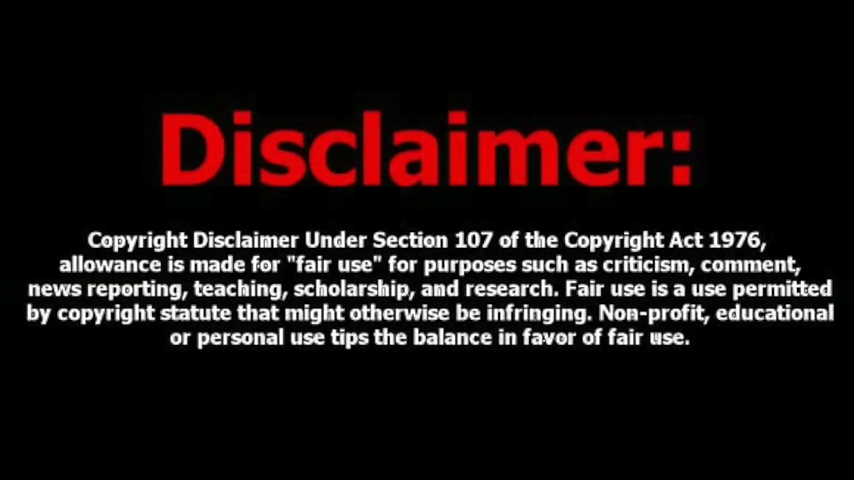 Disclaimer:
Copyright Disclaimer Under Section 107 of the Copyright Act 1976,
allowance is made for "fair use" for purposes such as criticism, comment,
news reporting, teaching, scholarship, and research. Fair use is a use permitted
by copyright statute that might otherwise be infringing. Non-profit, educational
or personal use tips the balance in favor of fair use.